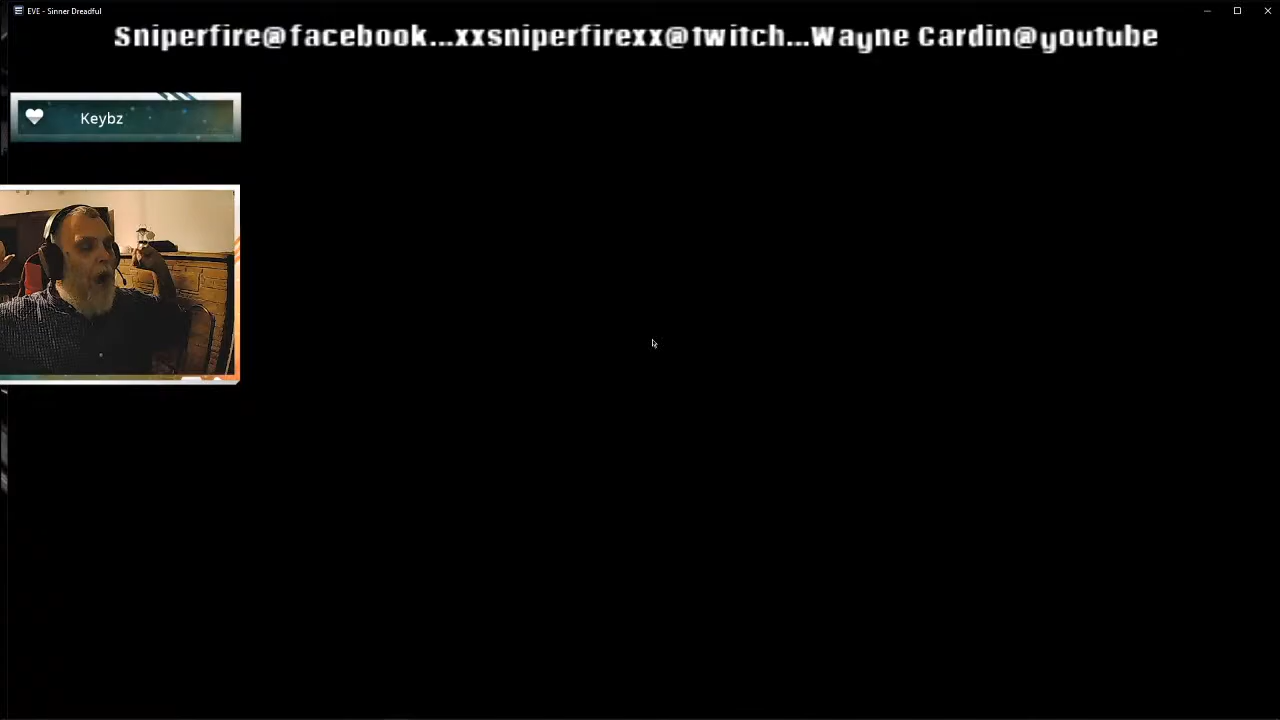 EVE - Sinner Dreadful
Sniperfire@facebook...xxsniperfirexx@twitch...Wayne Cardin@youtube
Keybz